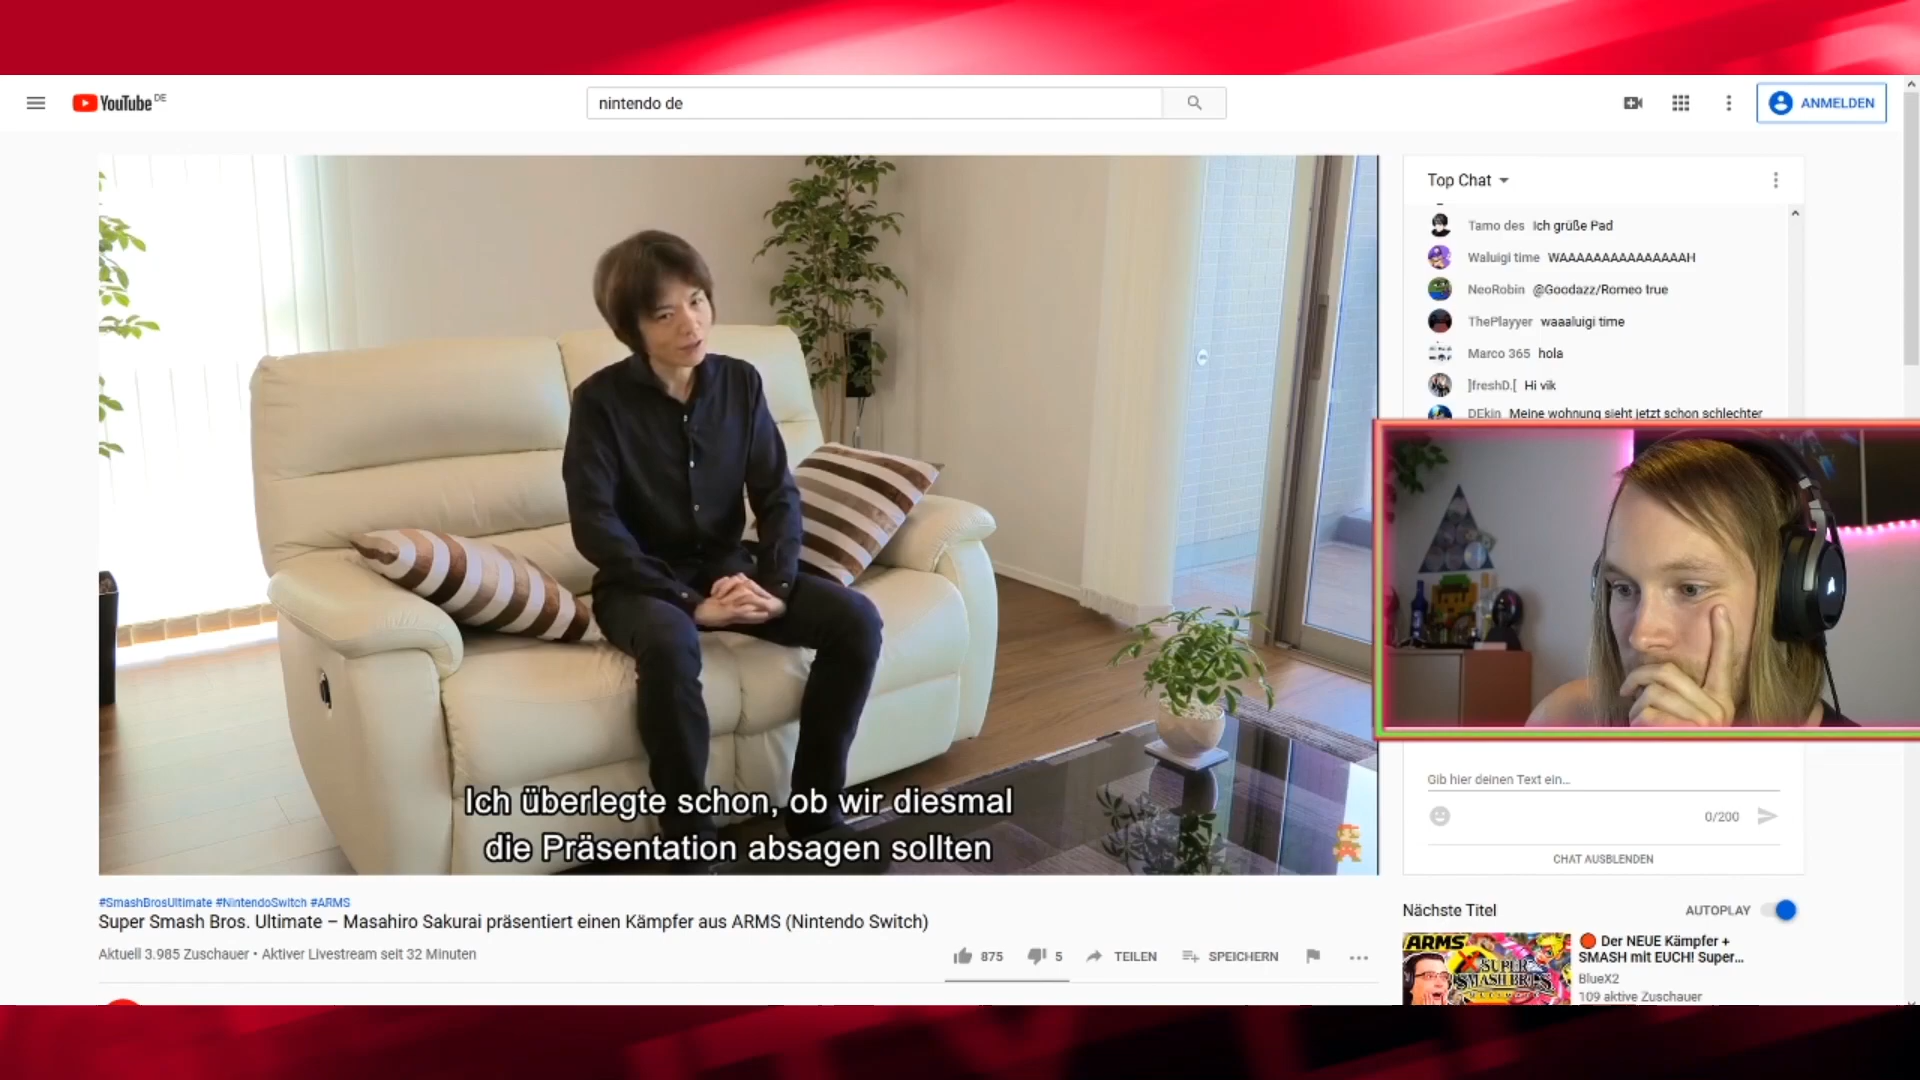 YouTube DE
nintendo de
ANMELDEN
Top Chat
Tamo des Ich grüße Pad
Waluigi time WAAAAAAAAAAAAAAAH
NeoRobin @Goodazz/Romeo true
ThePlayyer waaaluigi time
Marco 365 hola
]freshD.[ Hi vik
DEkin Meine wohnung sieht jetzt schon schlechter
Ich überlegte schon, ob wir diesmal
die Präsentation absagen sollten
Gib hier deinen Text ein...
0/200
CHAT AUSBLENDEN
#SmashBrosUltimate #NintendoSwitch #ARMS
Super Smash Bros. Ultimate – Masahiro Sakurai präsentiert einen Kämpfer aus ARMS (Nintendo Switch)
Aktuell 3.985 Zuschauer • Aktiver Livestream seit 32 Minuten
875
5
TEILEN
SPEICHERN
Nächste Titel
AUTOPLAY
ARMS
SUPER
SMASH BROS.
ULTIMATE
Der NEUE Kämpfer +
SMASH mit EUCH! Super...
BlueX2
109 aktive Zuschauer